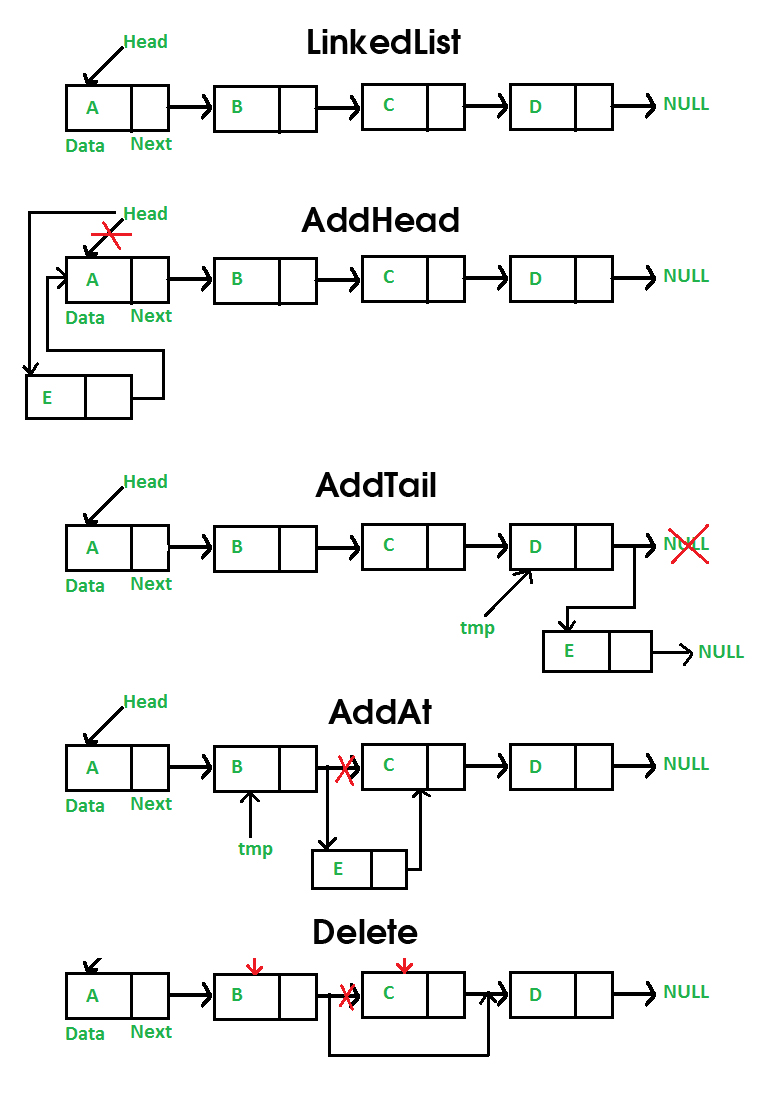 LinkedList
Head
A B C D NULL
Data Next
AddHead
Head
A B C D NULL
Data Next
E
AddTail
Head
A B C D NULL
Data Next
tmp
E NULL
AddAt
Head
A B C D NULL
Data Next
tmp
E
Delete
A B C D NULL
Data Next